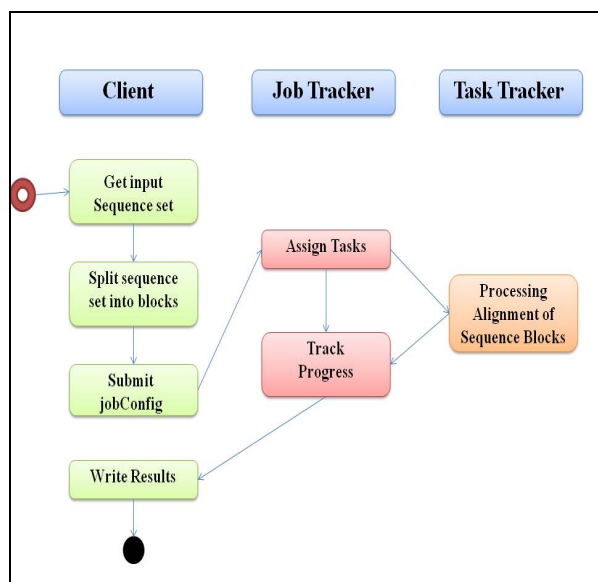 Client
Job Tracker
Task Tracker
Get input
Sequence set
Split sequence
set into blocks
Submit
jobConfig
Write Results
Assign Tasks
Track
Progress
Processing
Alignment of
Sequence Blocks